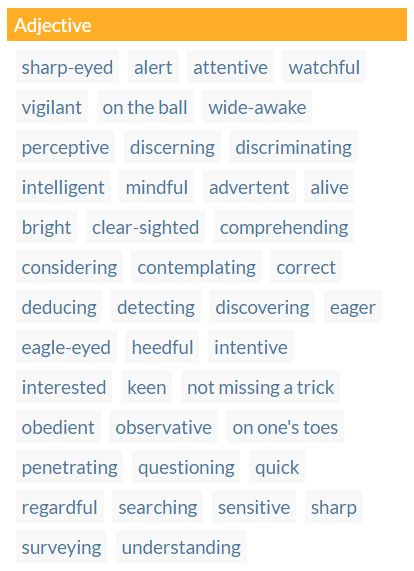 Adjective
sharp-eyed alert attentive watchful
vigilant on the ball wide-awake
perceptive discerning discriminating
intelligent mindful advertent alive
bright clear-sighted comprehending
considering contemplating correct
deducing detecting discovering eager
eagle-eyed heedful intentive
interested keen not missing a trick
obedient observative on one's toes
penetrating questioning quick
regardful searching sensitive sharp
surveying understanding